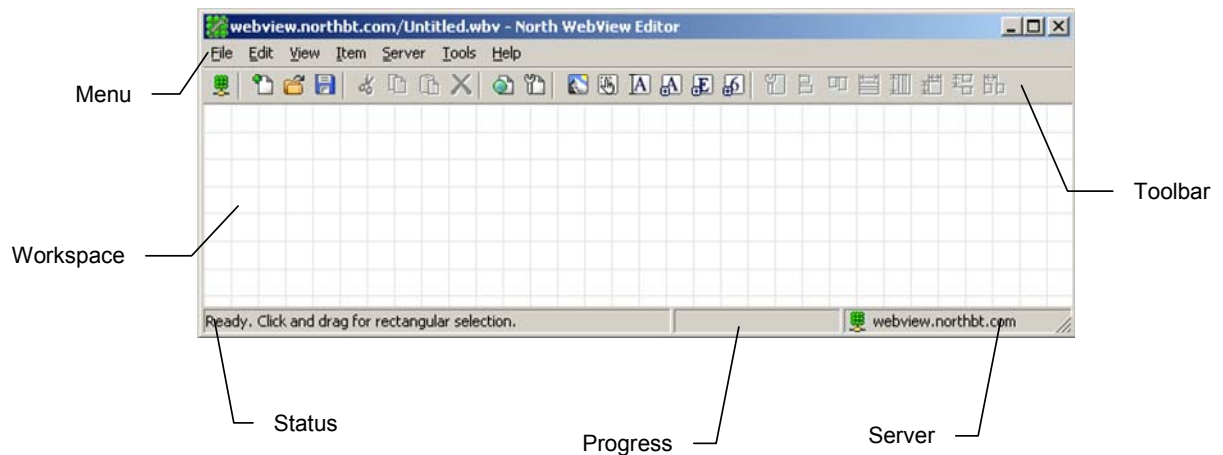 webview.northbt.com/Untitled.wbv - North WebView Editor
File Edit View Item Server Tools Help
A A E 6
Menu
Toolbar
Workspace
Ready. Click and drag for rectangular selection.
webview.northbt.com
Status
Progress
Server